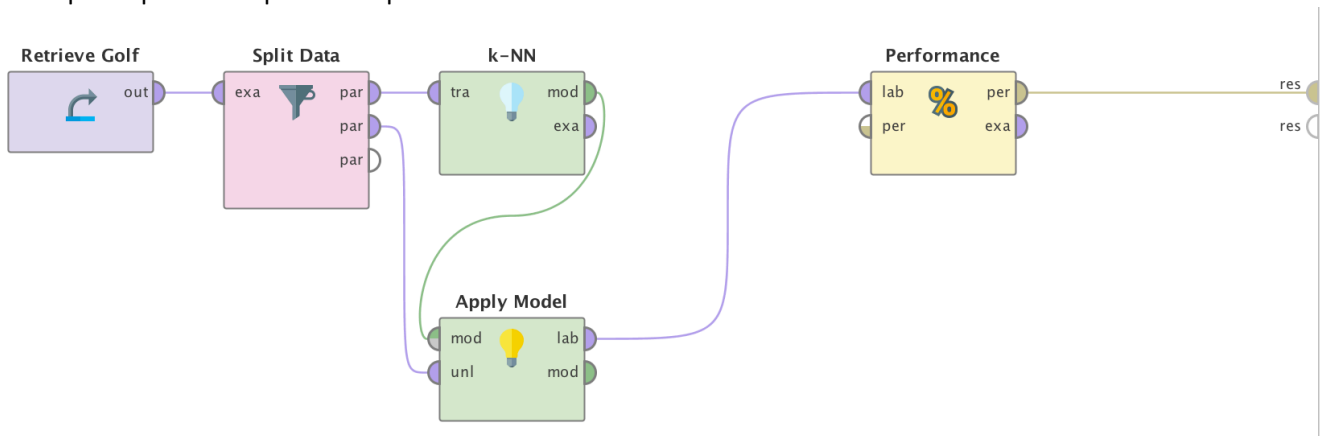 Retrieve Golf
out
Split Data
exa
par
par
par
k-NN
tra
mod
exa
Apply Model
mod
lab
unl
mod
Performance
%
lab
per
per
exa
res
res